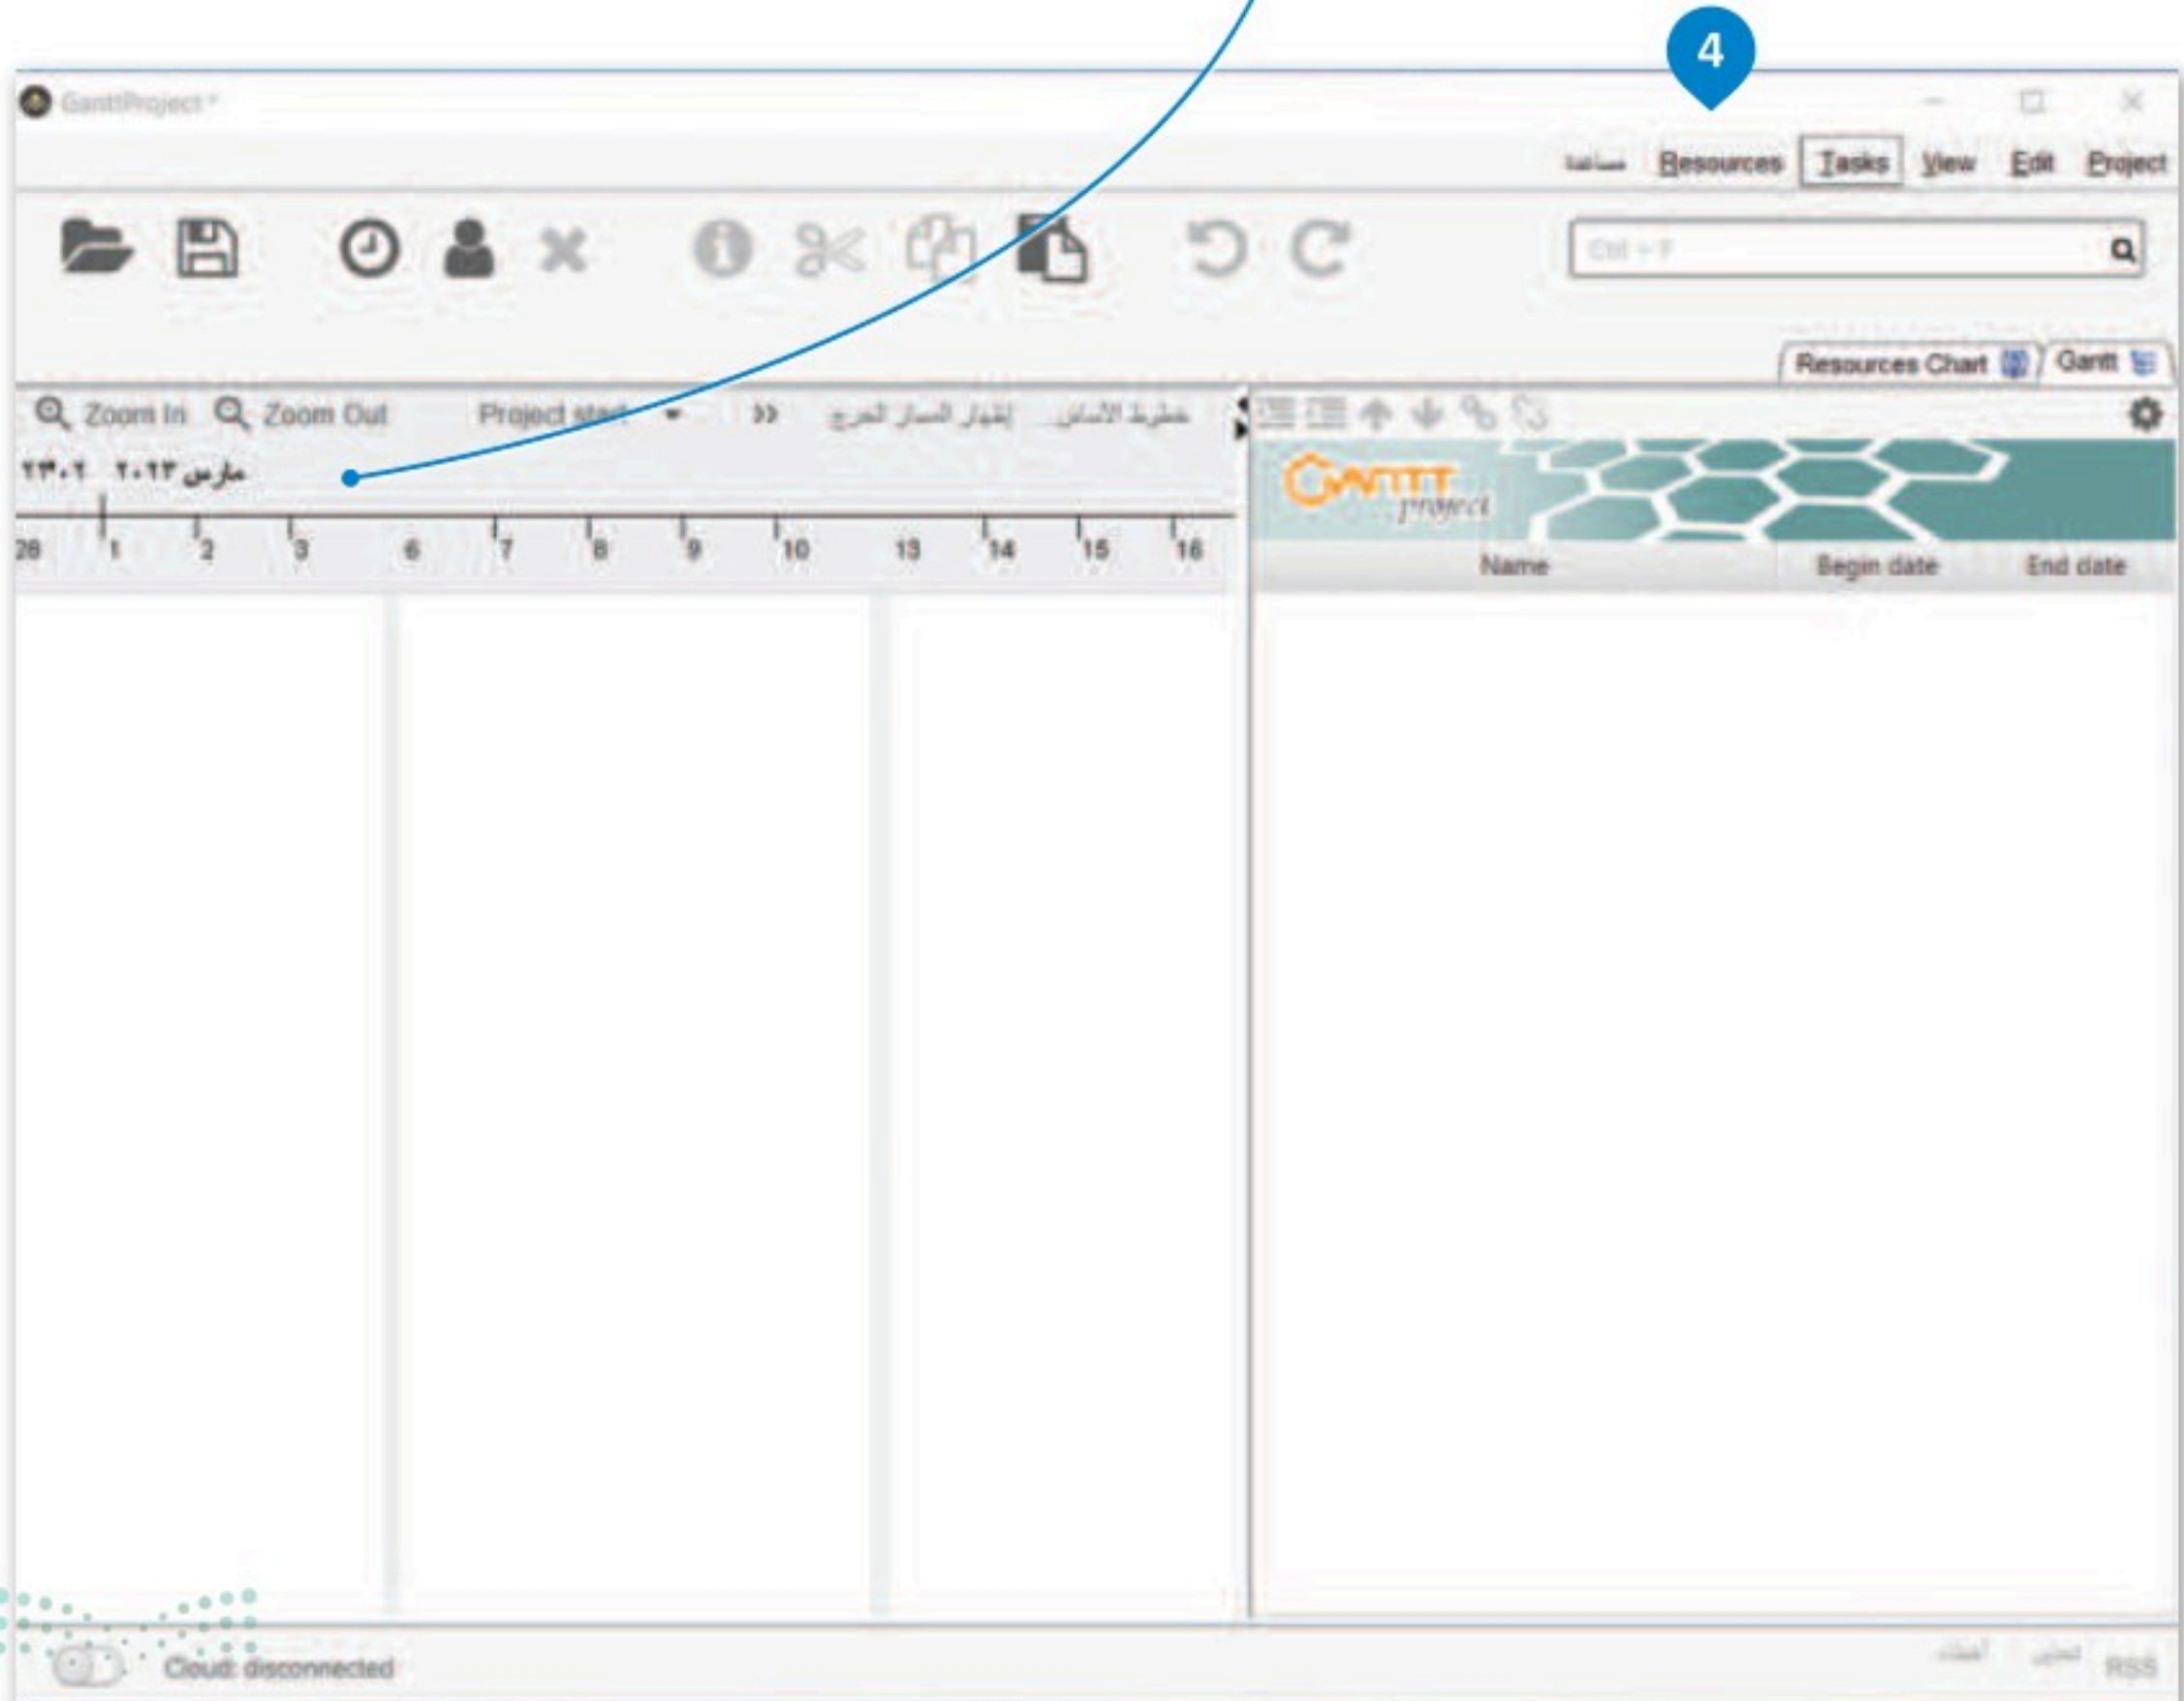 4
GanttProject *
مساعدة Resources Tasks View Edit Project
Ctrl + F
Resources Chart Gantt
Zoom In Zoom Out Project start >> إظهار المسار الحرج خطوط الأساس...
مارس ٢٠٢٣
GANTT project
28 1 2 3 6 7 8 9 10 13 14 15 16
Name Begin date End date
Cloud: disconnected
RSS